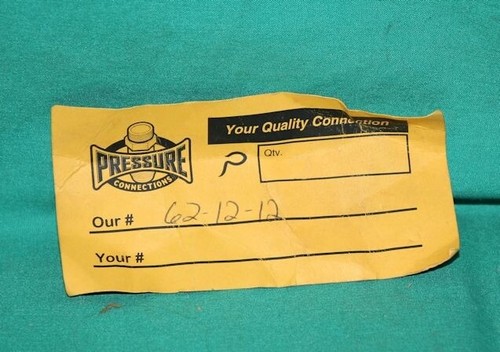 PRESSURE
CONNECTIONS
Your Quality Connection
Qty.
P
Our # 62-12-12
Your #